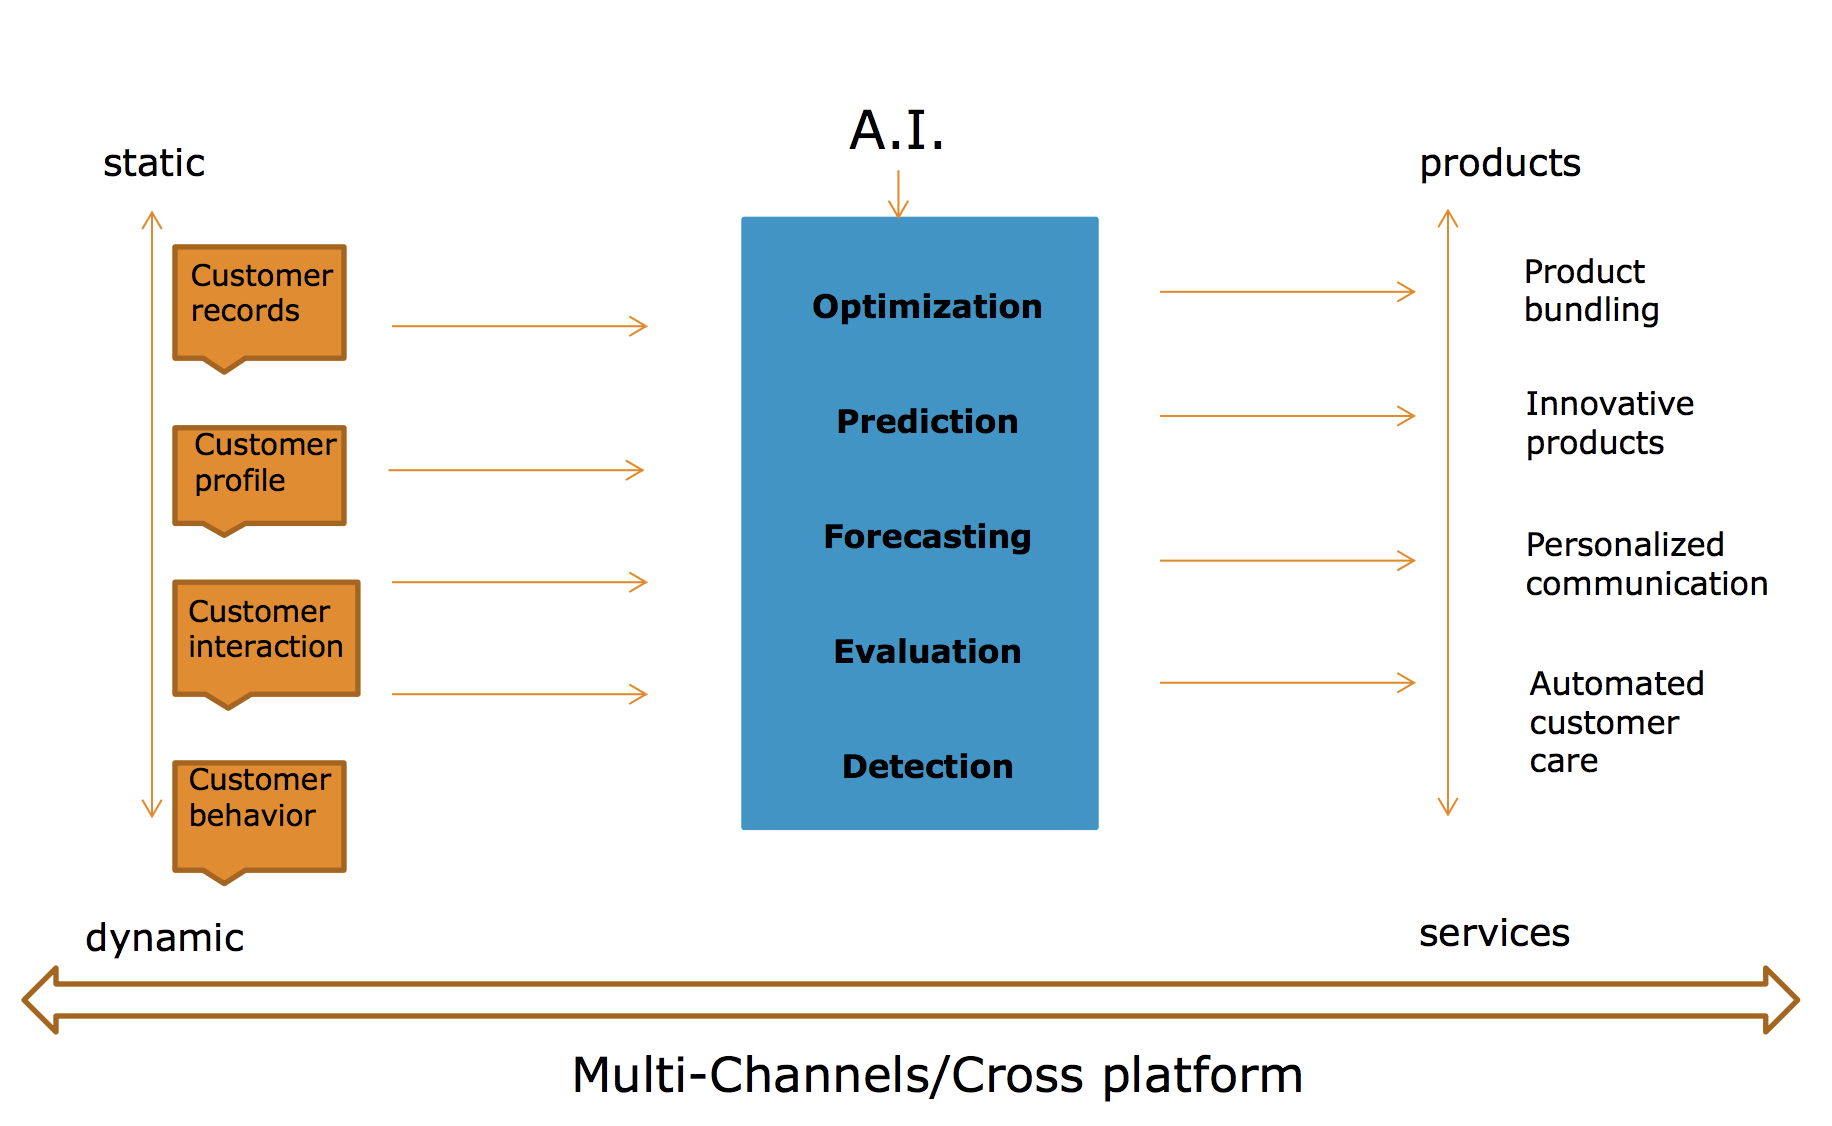 A.I.
static
products
Customer
records
Customer
profile
Customer
interaction
Customer
behavior
dynamic
Optimization
Prediction
Forecasting
Evaluation
Detection
Product
bundling
Innovative
products
Personalized
communication
Automated
customer
care
services
Multi-Channels/Cross platform